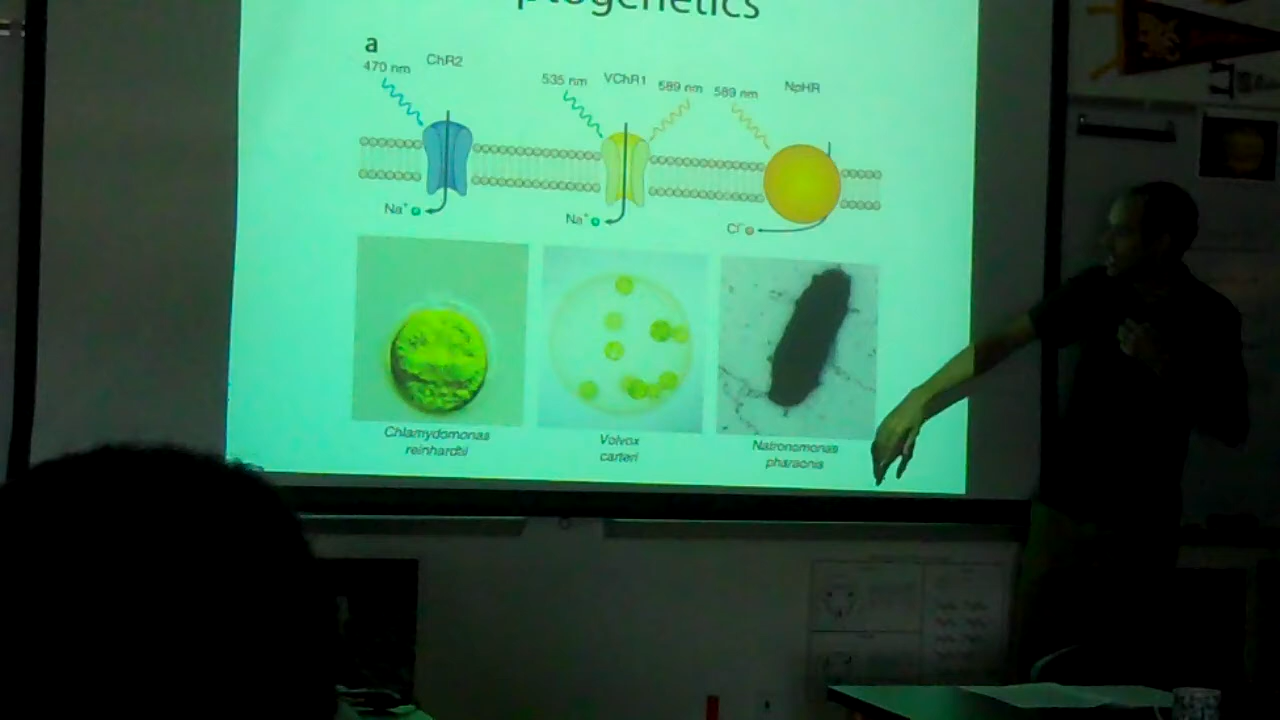 ptogenetics
a
470 nm
ChR2
535 nm
VChR1
589 nm
589 nm
NpHR
Na+
Na+
Cl-
Chlamydomonas
reinhardtii
Volvox
carteri
Natronomonas
pharaonis